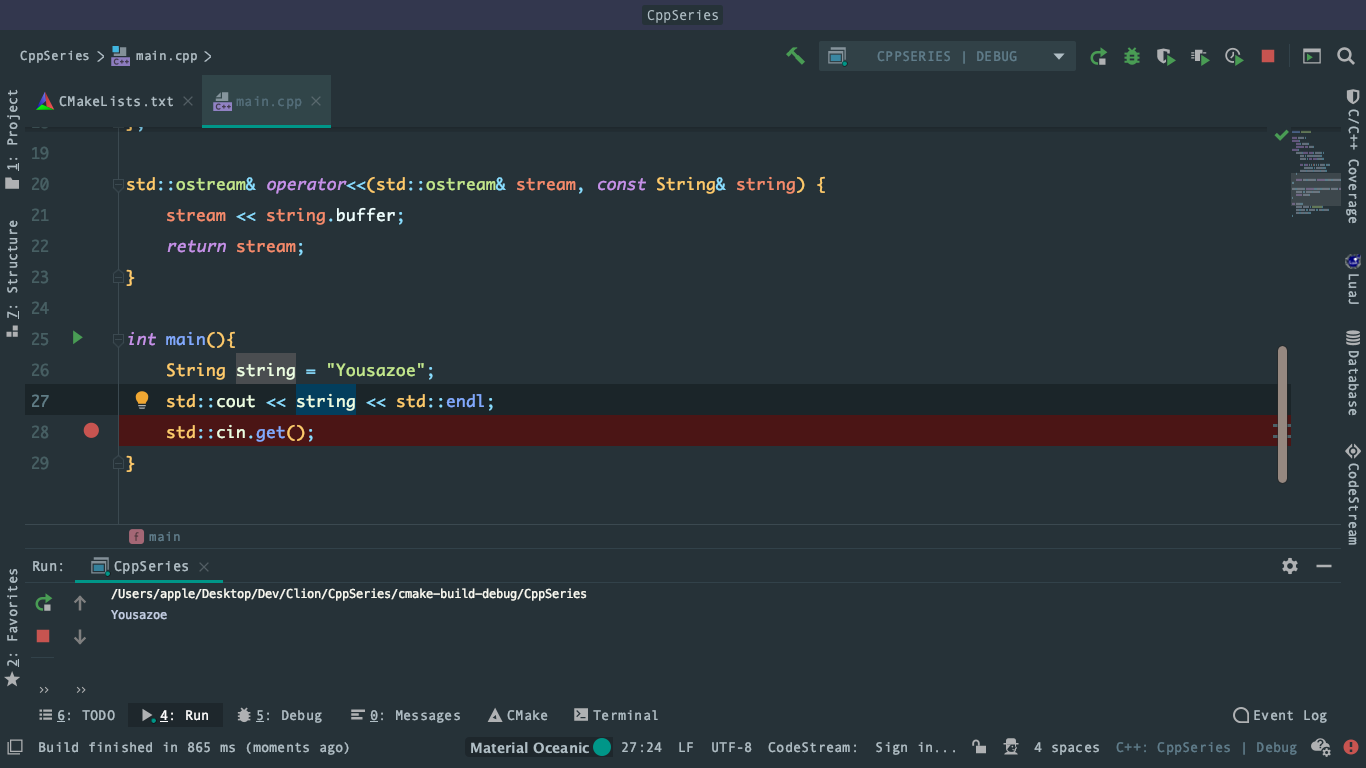 CppSeries
CppSeries > main.cpp >
CPPSERIES | DEBUG
CMakeLists.txt
main.cpp
1: Project
7: Structure
2: Favorites
C/C++ Coverage
LuaJ
Database
CodeStream
19
20 std::ostream& operator<<(std::ostream& stream, const String& string) {
21 stream << string.buffer;
22 return stream;
23 }
24
25 int main(){
26 String string = "Yousazoe";
27 std::cout << string << std::endl;
28 std::cin.get();
29 }
f main
Run: CppSeries
/Users/apple/Desktop/Dev/Clion/CppSeries/cmake-build-debug/CppSeries
Yousazoe
» »
6: TODO 4: Run 5: Debug 0: Messages CMake Terminal Event Log
Build finished in 865 ms (moments ago) Material Oceanic 27:24 LF UTF-8 CodeStream: Sign in... 4 spaces C++: CppSeries | Debug